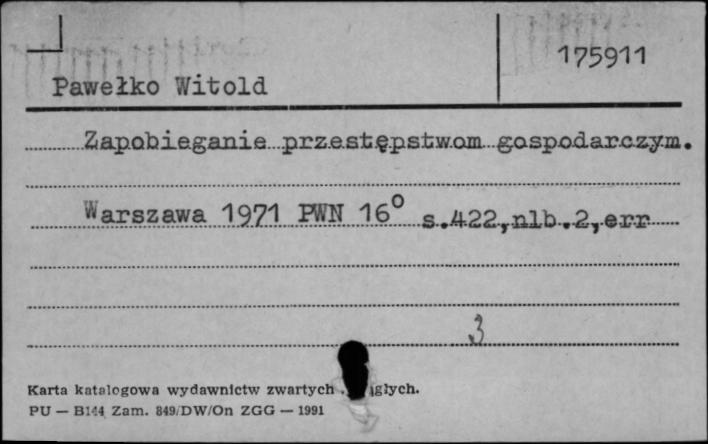 175911
Pawełko Witold
Zapobieganie przestępstwom gospodarczym.
Warszawa 1971 PWN 16° s.422,nlb.2,err
3
Karta katalogowa wydawnictw zwartych
PU — B144 Zam. 849/DW/On ZGG — 1991